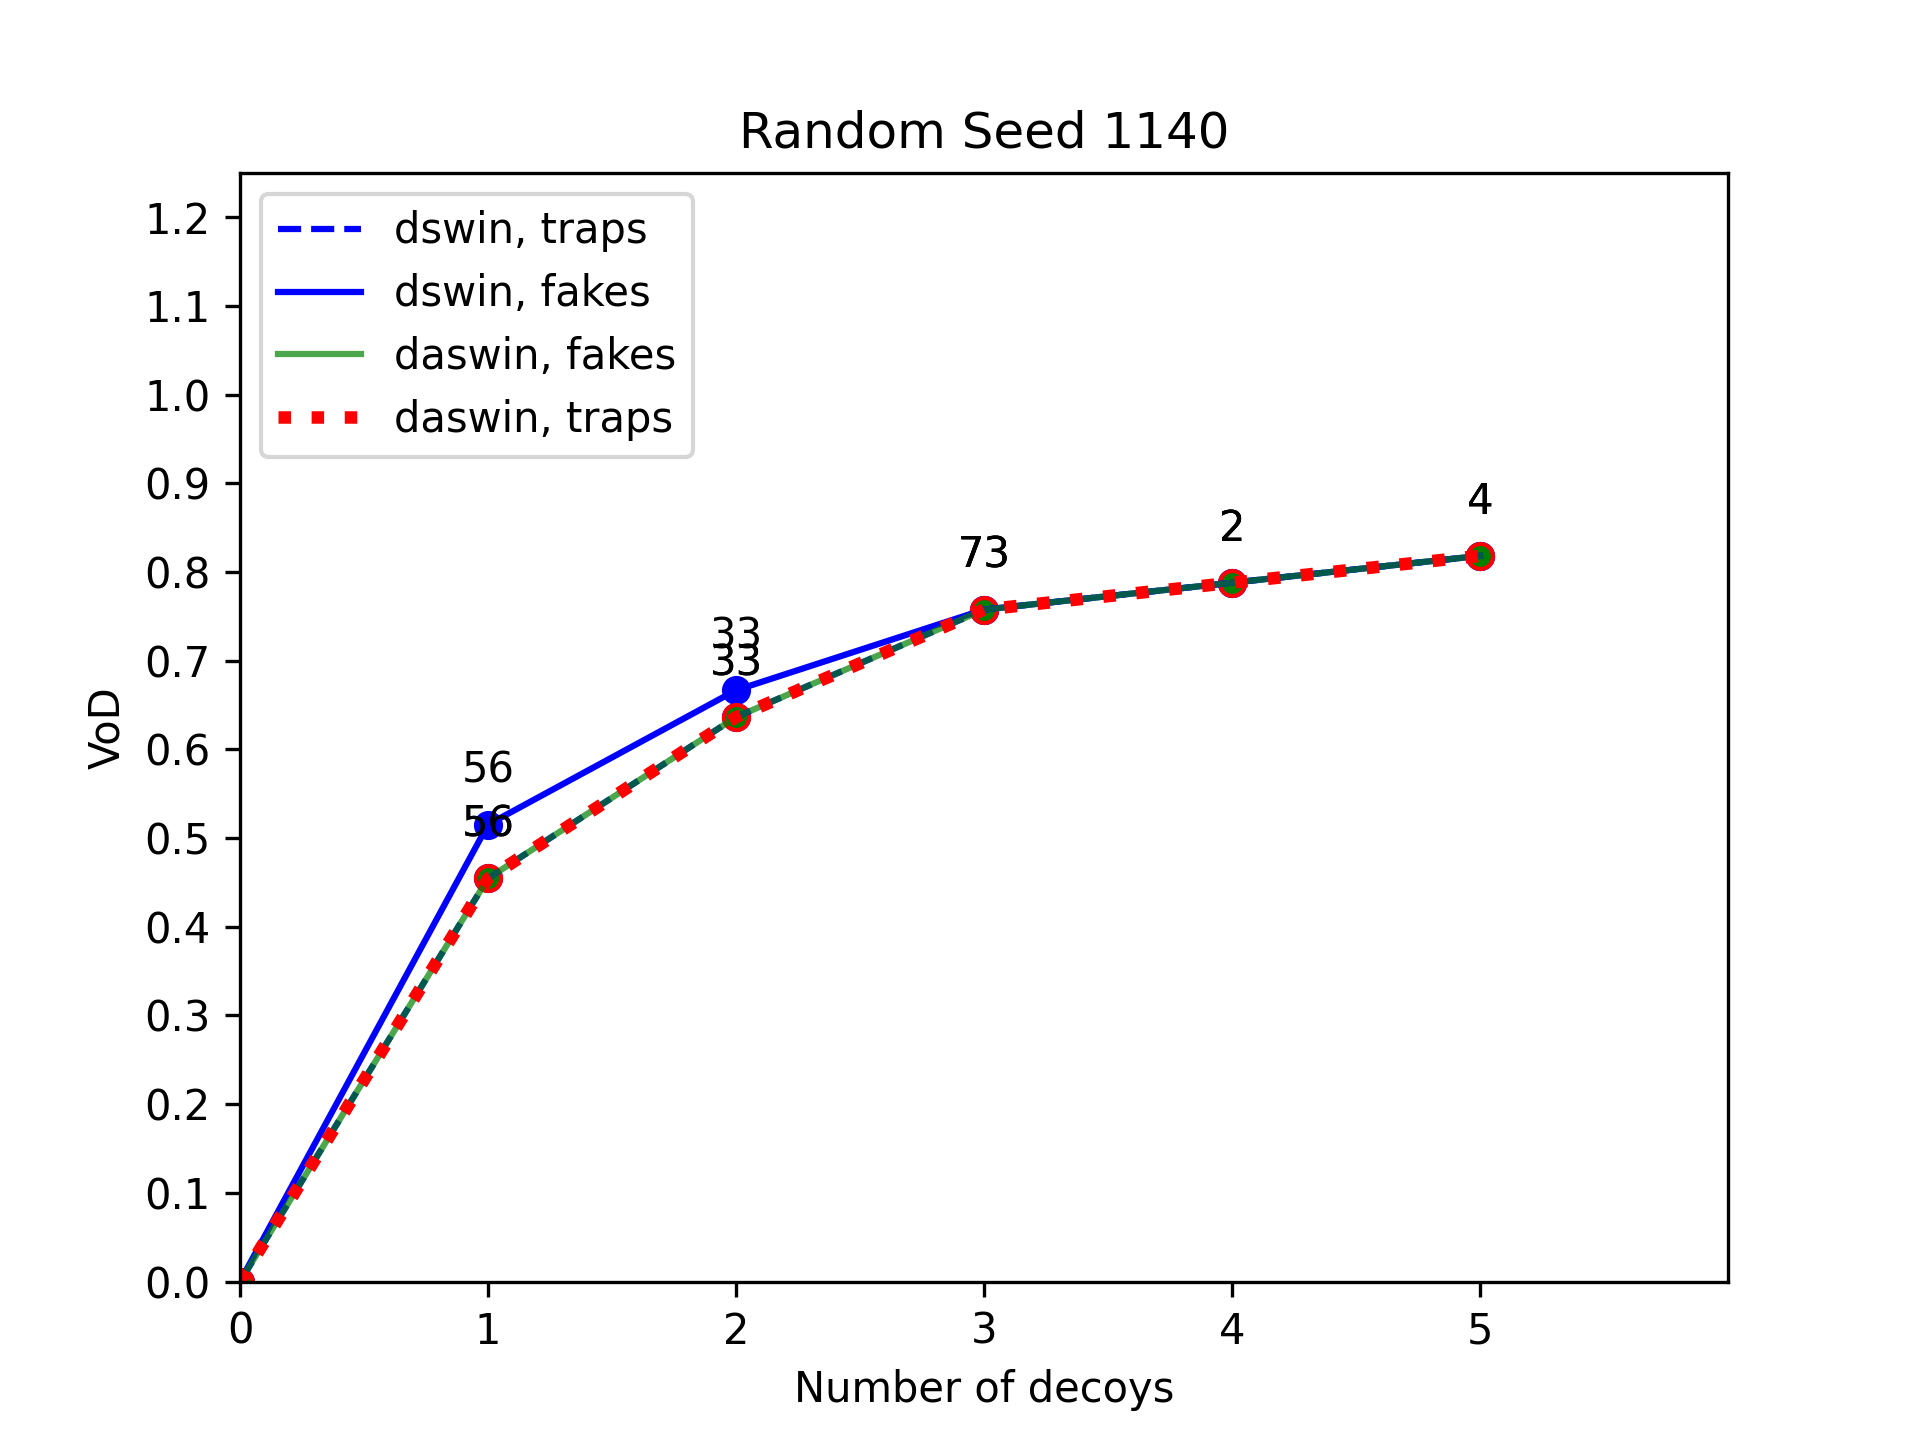 Random Seed 1140
1.2
1.1
1.0
0.9
0.8
0.7
0.6
0.5
0.4
0.3
0.2
0.1
0.0
VoD
dswin, traps
dswin, fakes
daswin, fakes
daswin, traps
56
56
33
33
73
2
4
0 1 2 3 4 5
Number of decoys